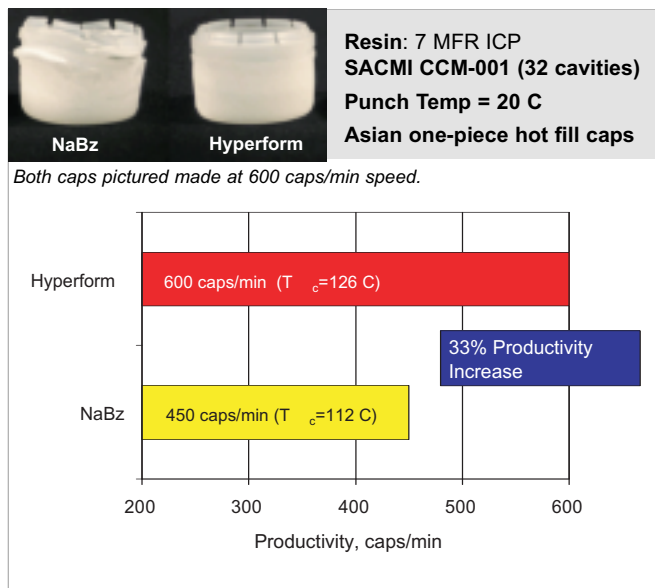 NaBz
Hyperform
Resin: 7 MFR ICP
SACMI CCM-001 (32 cavities)
Punch Temp = 20 C
Asian one-piece hot fill caps
Both caps pictured made at 600 caps/min speed.
Hyperform
600 caps/min (T c=126 C)
33% Productivity
Increase
NaBz
450 caps/min (T c=112 C)
200 300 400 500 600
Productivity, caps/min